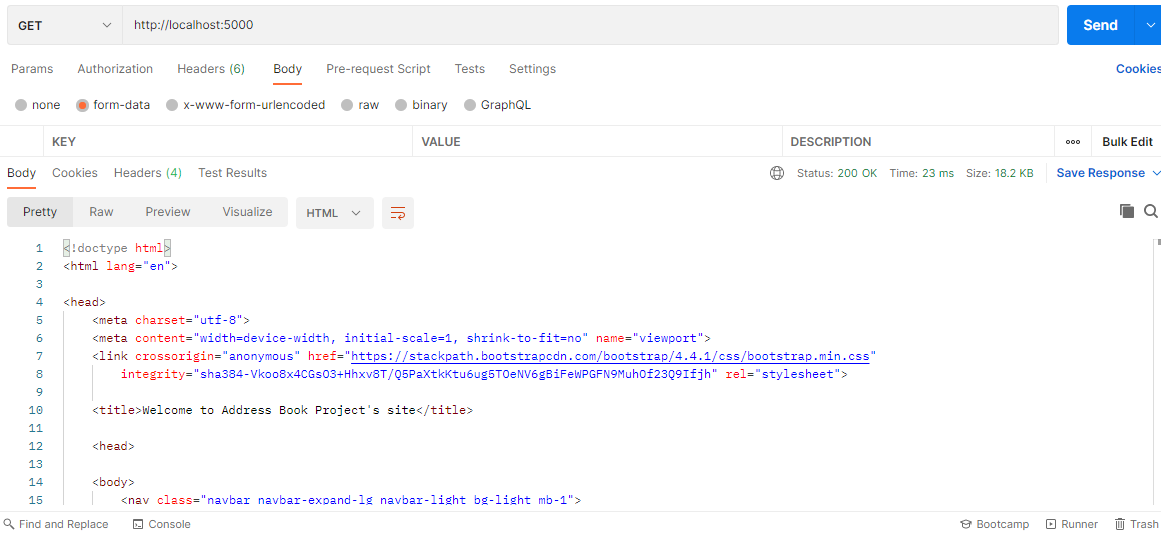 GET http://localhost:5000 Send
Params Authorization Headers (6) Body Pre-request Script Tests Settings Cookies
none form-data x-www-form-urlencoded raw binary GraphQL
KEY VALUE DESCRIPTION ooo Bulk Edit
Body Cookies Headers (4) Test Results Status: 200 OK Time: 23 ms Size: 18.2 KB Save Response
Pretty Raw Preview Visualize HTML
1 <!doctype html>
2 <html lang="en">
3
4 <head>
5 <meta charset="utf-8">
6 <meta content="width=device-width, initial-scale=1, shrink-to-fit=no" name="viewport">
7 <link crossorigin="anonymous" href="https://stackpath.bootstrapcdn.com/bootstrap/4.4.1/css/bootstrap.min.css"
8 integrity="sha384-Vkoo8x4CGsO3+Hhxv8T/Q5PaXtkKtu6ug5TOeNV6gBiFeWPGFN9MuhOf23Q9Ifjh" rel="stylesheet">
9
10 <title>Welcome to Address Book Project's site</title>
11
12 <head>
13
14 <body>
15 <nav class="navbar navbar-expand-lg navbar-light bg-light mb-1">
Find and Replace Console Bootcamp Runner Trash